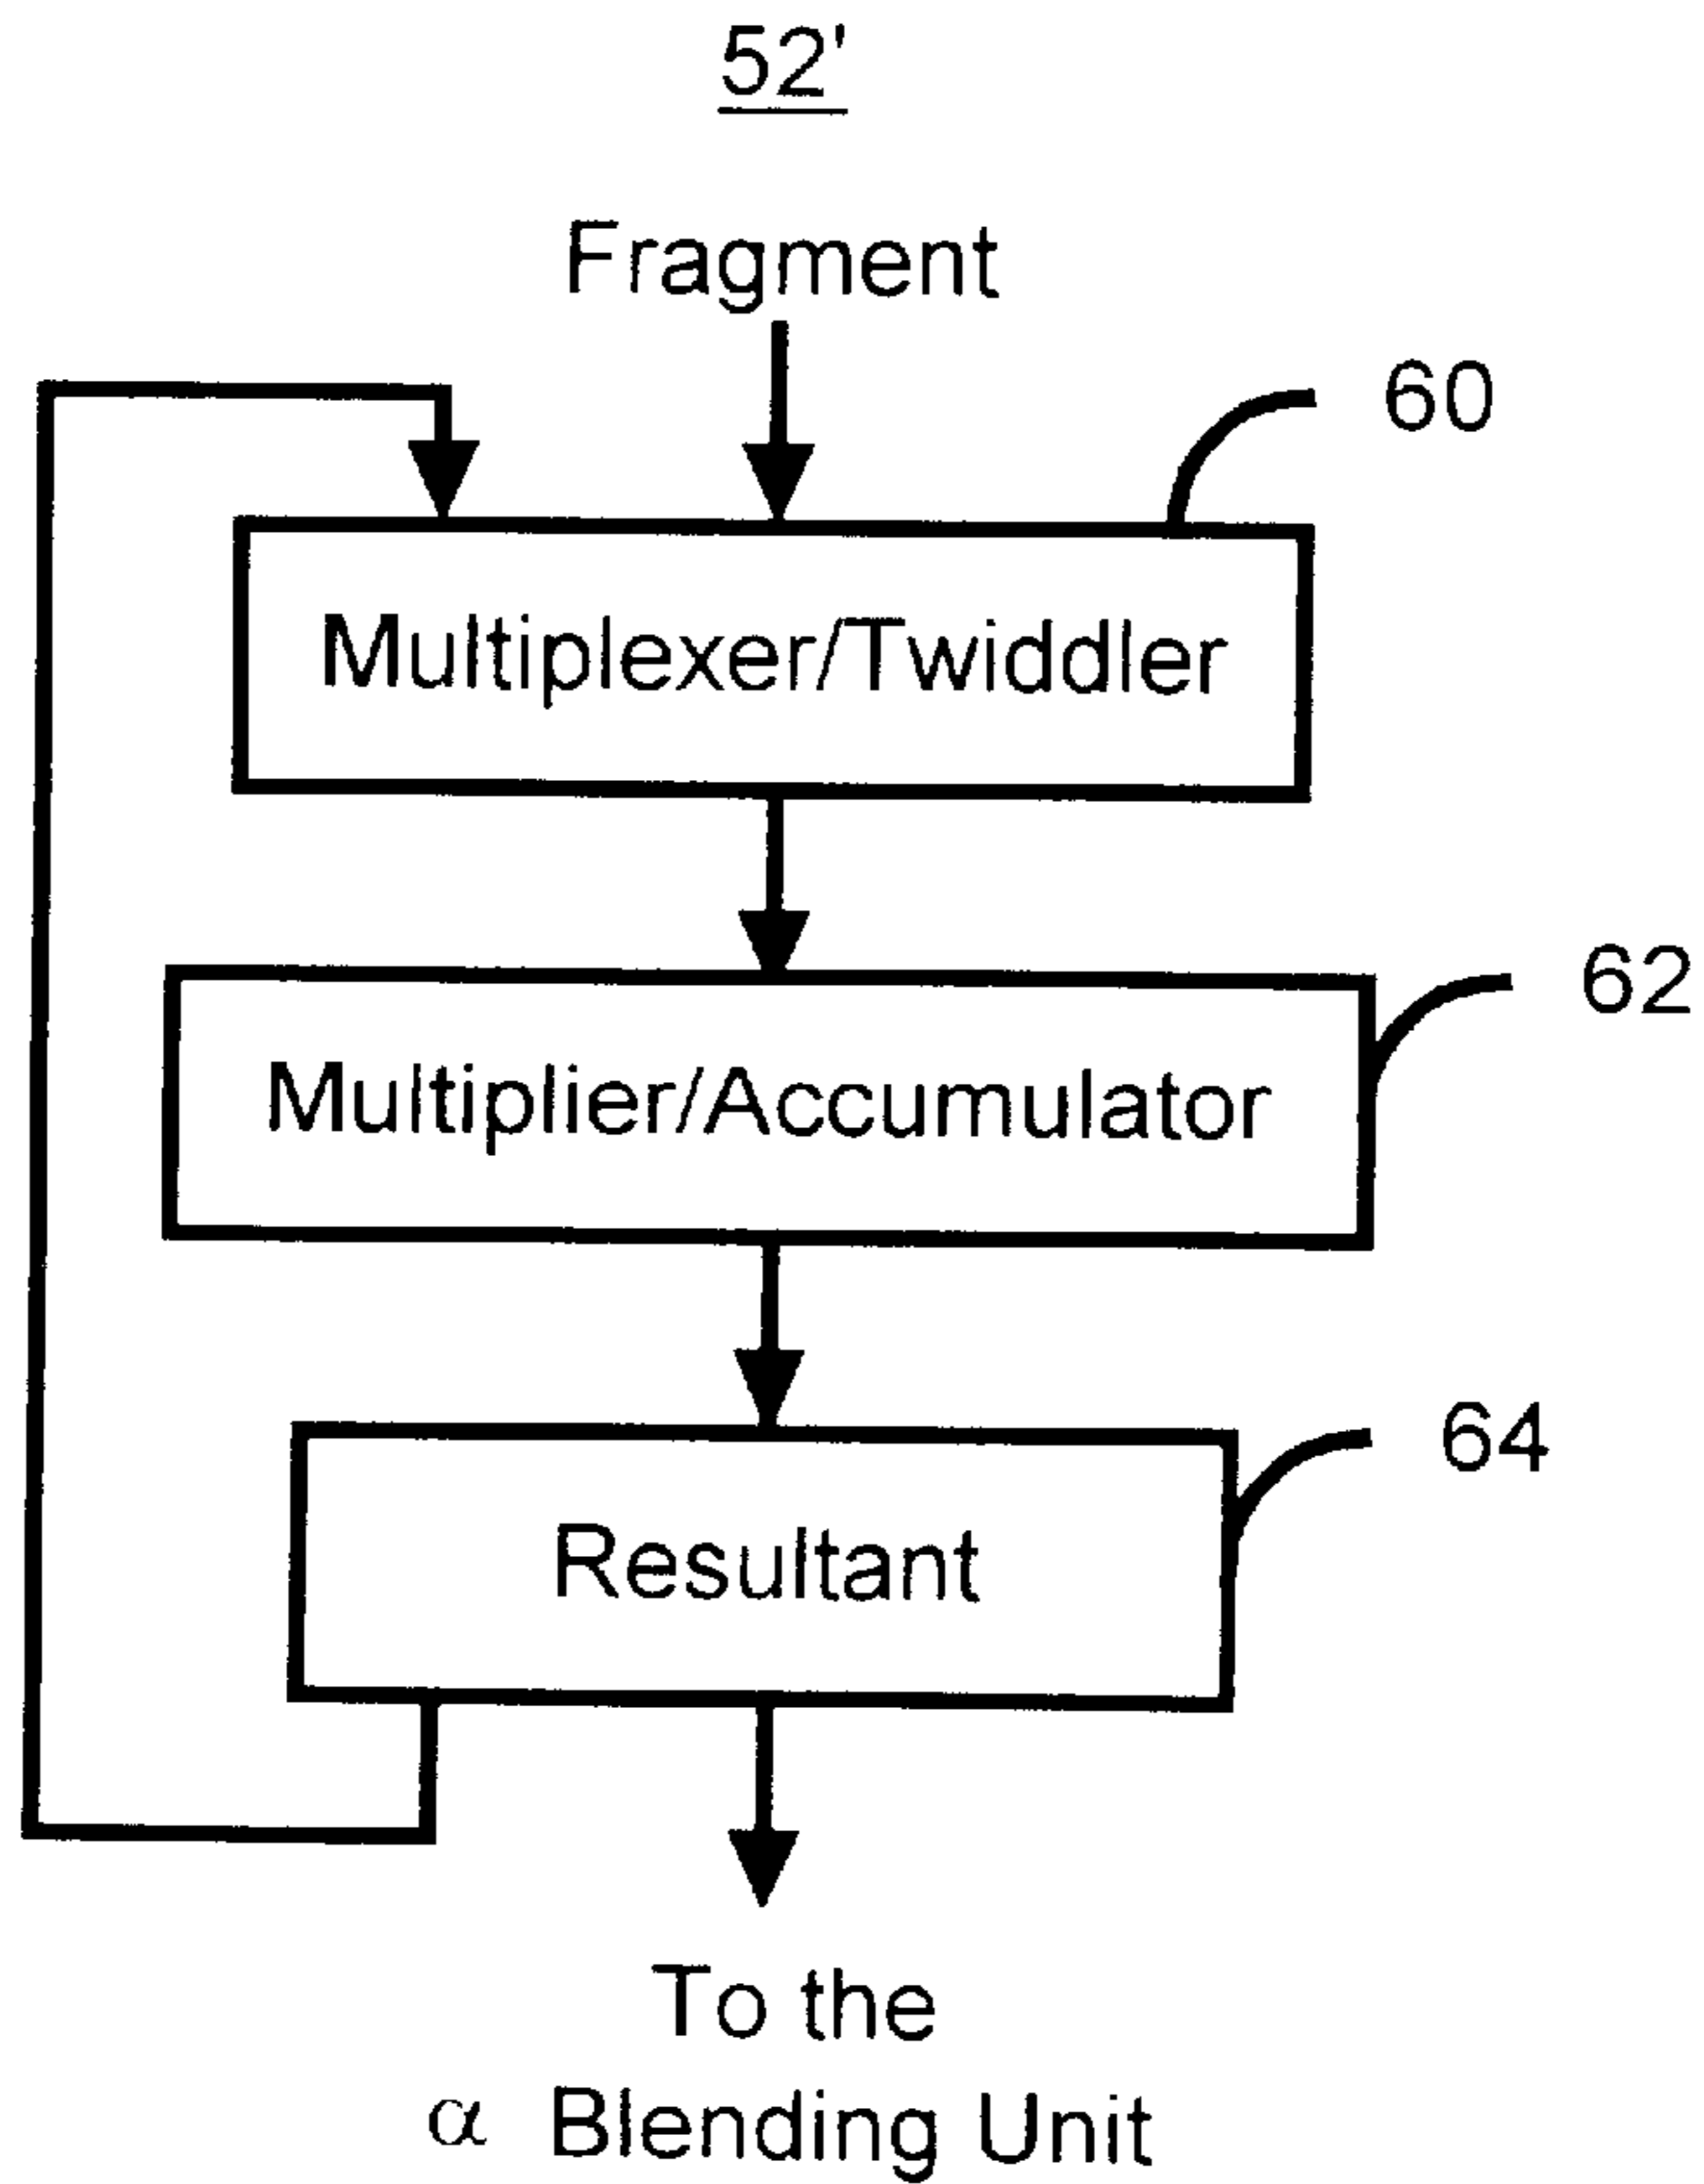 52'
Fragment
60
Multiplexer/Twiddler
62
Multiplier/Accumulator
64
Resultant
To the
α Blending Unit